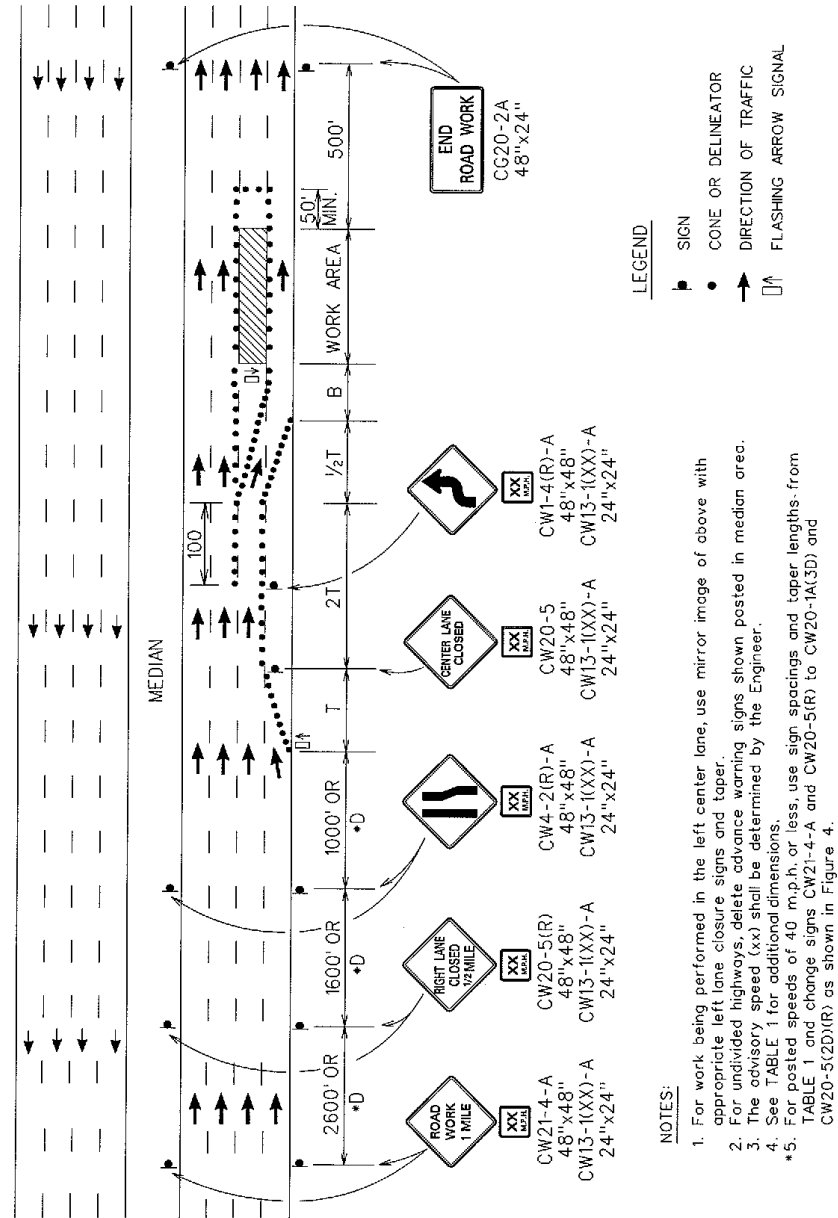 MEDIAN
100
2600' OR
*D
1600' OR
*D
1000' OR
*D
T
2T
½T
B
WORK AREA
50'
MIN.
500'
ROAD
WORK
1 MILE
XX
M.P.H.
CW21-4-A
48"x48"
CW13-1(XX)-A
24"x24"
RIGHT LANE
CLOSED
1/2 MILE
XX
M.P.H.
CW20-5(R)
48"x48"
CW13-1(XX)-A
24"x24"
XX
M.P.H.
CW4-2(R)-A
48"x48"
CW13-1(XX)-A
24"x24"
CENTER LANE
CLOSED
XX
M.P.H.
CW20-5
48"x48"
CW13-1(XX)-A
24"x24"
XX
M.P.H.
CW1-4(R)-A
48"x48"
CW13-1(XX)-A
24"x24"
END
ROAD WORK
CG20-2A
48"x24"
NOTES:
1. For work being performed in the left center lane, use mirror image of above with
appropriate left lane closure signs and taper.
2. For undivided highways, delete advance warning signs shown posted in median area.
3. The advisory speed (xx) shall be determined by the Engineer.
4. See TABLE 1 for additional dimensions.
*5. For posted speeds of 40 m.p.h. or less, use sign spacings and taper lengths from
TABLE 1 and change signs CW21-4-A and CW20-5(R) to CW20-1A(3D) and
CW20-5(2D)(R) as shown in Figure 4.
LEGEND
SIGN
CONE OR DELINEATOR
DIRECTION OF TRAFFIC
FLASHING ARROW SIGNAL